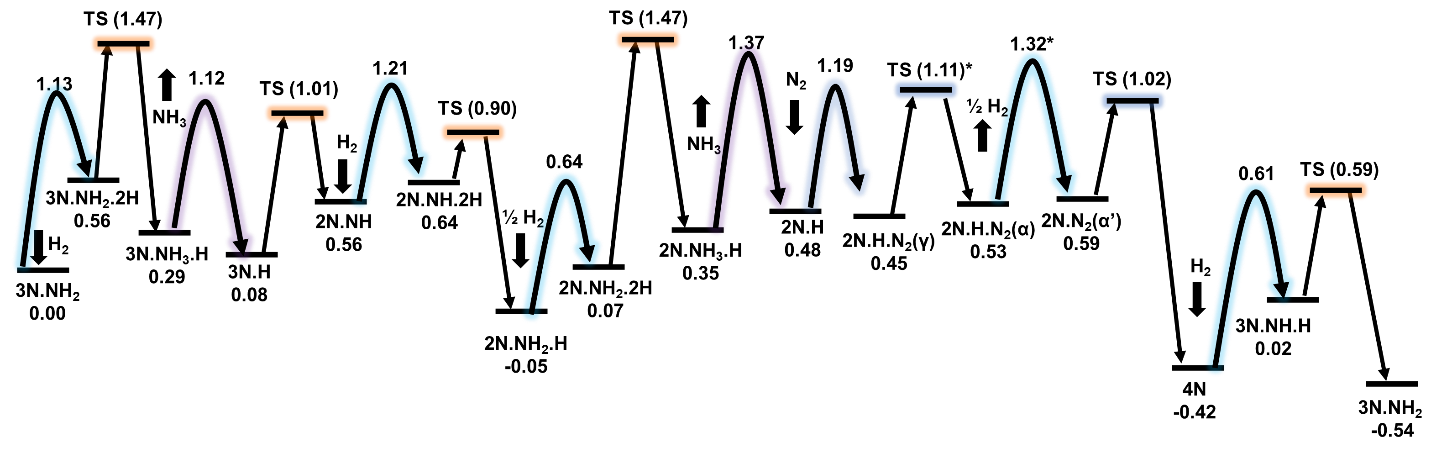 1.13
TS (1.47)
H₂
3N.NH₂
0.00
3N.NH₂.2H
0.56
NH₃
3N.NH₃.H
0.29
1.12
3N.H
0.08
TS (1.01)
H₂
2N.NH
0.56
1.21
2N.NH.2H
0.64
TS (0.90)
½ H₂
2N.NH₂.H
-0.05
0.64
2N.NH₂.2H
0.07
TS (1.47)
NH₃
2N.NH₃.H
0.35
1.37
N₂
2N.H
0.48
1.19
2N.H.N₂(γ)
0.45
TS (1.11)*
½ H₂
2N.H.N₂(α)
0.53
1.32*
2N.N₂(α’)
0.59
TS (1.02)
H₂
4N
-0.42
0.61
3N.NH.H
0.02
TS (0.59)
3N.NH₂
-0.54